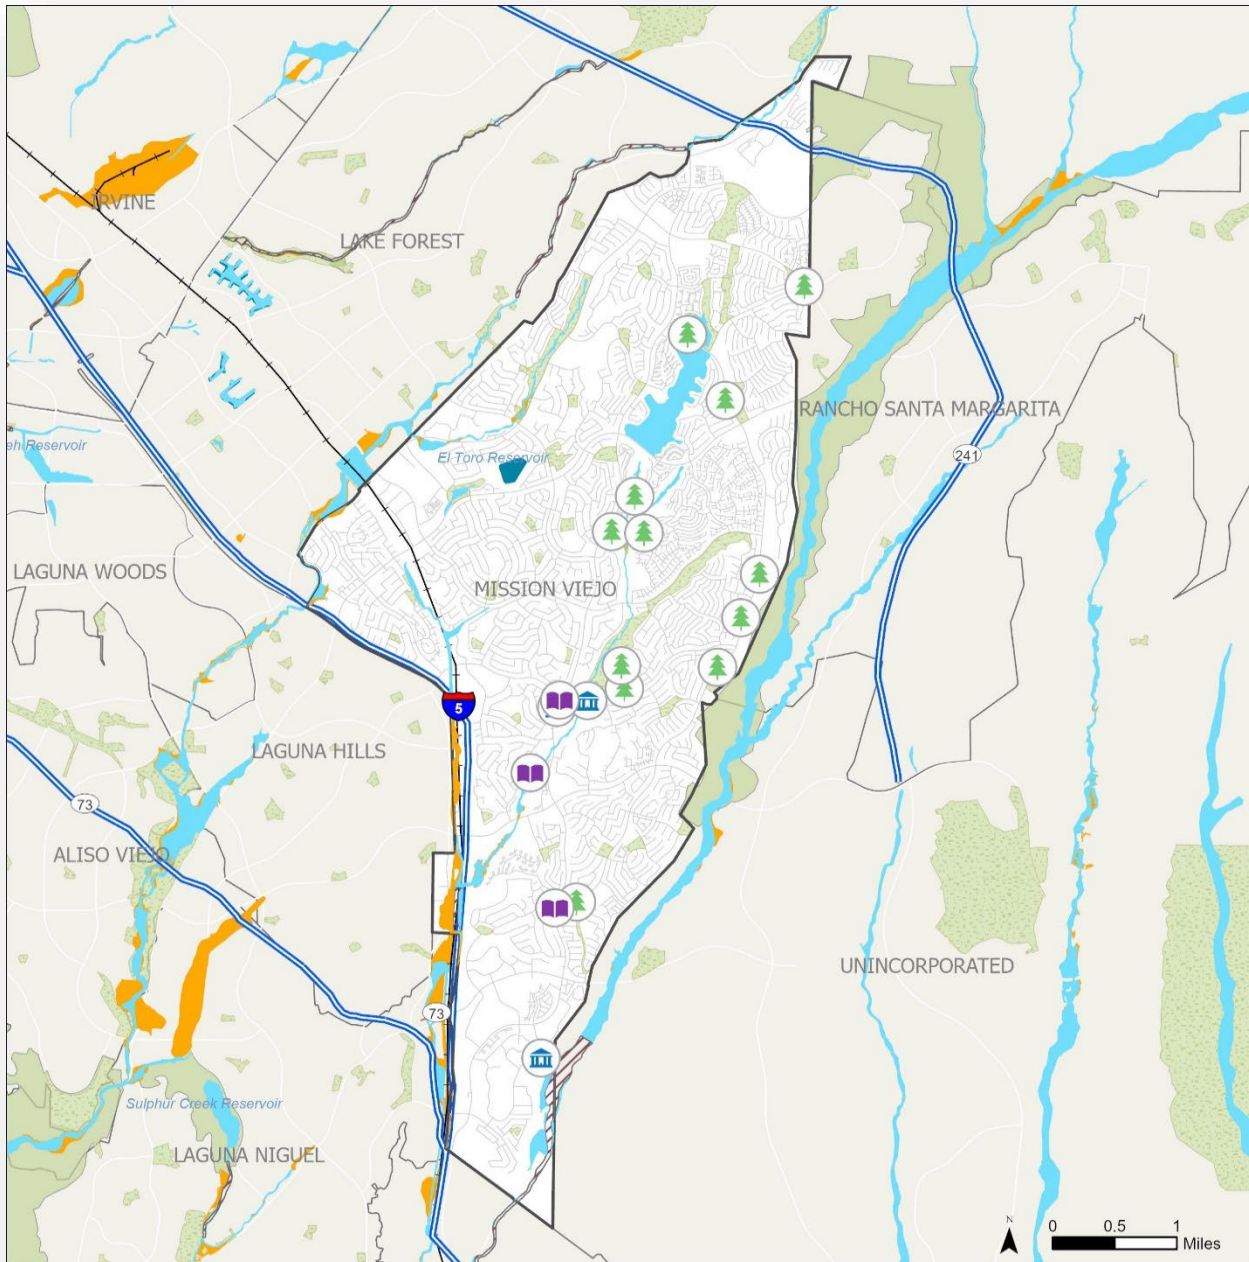 IRVINE
LAKE FOREST
RANCHO SANTA MARGARITA
eh Reservoir
El Toro Reservoir
241
LAGUNA WOODS
MISSION VIEJO
5
LAGUNA HILLS
73
ALISO VIEJO
UNINCORPORATED
73
Sulphur Creek Reservoir
LAGUNA NIGUEL
N
0 0.5 1
Miles